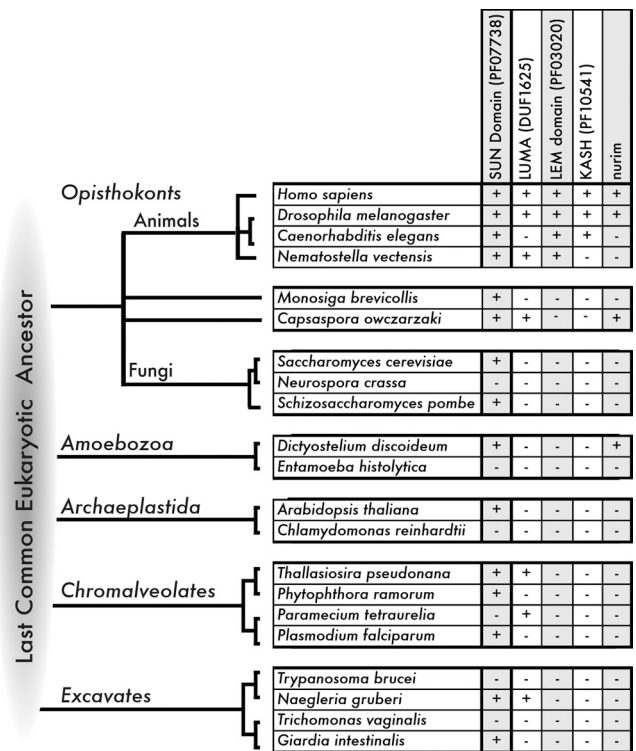 SUN Domain (PF07738)
LUMA (DUF1625)
LEM domain (PF03020)
KASH (PF10541)
nurim
Last Common Eukaryotic Ancestor
Opisthokonts
Animals
Homo sapiens + + + + +
Drosophila melanogaster + + + + +
Caenorhabditis elegans + - + + -
Nematostella vectensis + + + - -
Monosiga brevicollis + - - - -
Capsaspora owczarzaki + + - - +
Fungi
Saccharomyces cerevisiae + - - - -
Neurospora crassa - - - - -
Schizosaccharomyces pombe + - - - -
Amoebozoa
Dictyostelium discoideum + - - - +
Entamoeba histolytica - - - - -
Archaeplastida
Arabidopsis thaliana + - - - -
Chlamydomonas reinhardtii - - - - -
Chromalveolates
Thallasiosira pseudonana + + - - -
Phytophthora ramorum + - - - -
Paramecium tetraurelia - + - - -
Plasmodium falciparum + - - - -
Excavates
Trypanosoma brucei - - - - -
Naegleria gruberi + + - - -
Trichomonas vaginalis - - - - -
Giardia intestinalis + - - - -